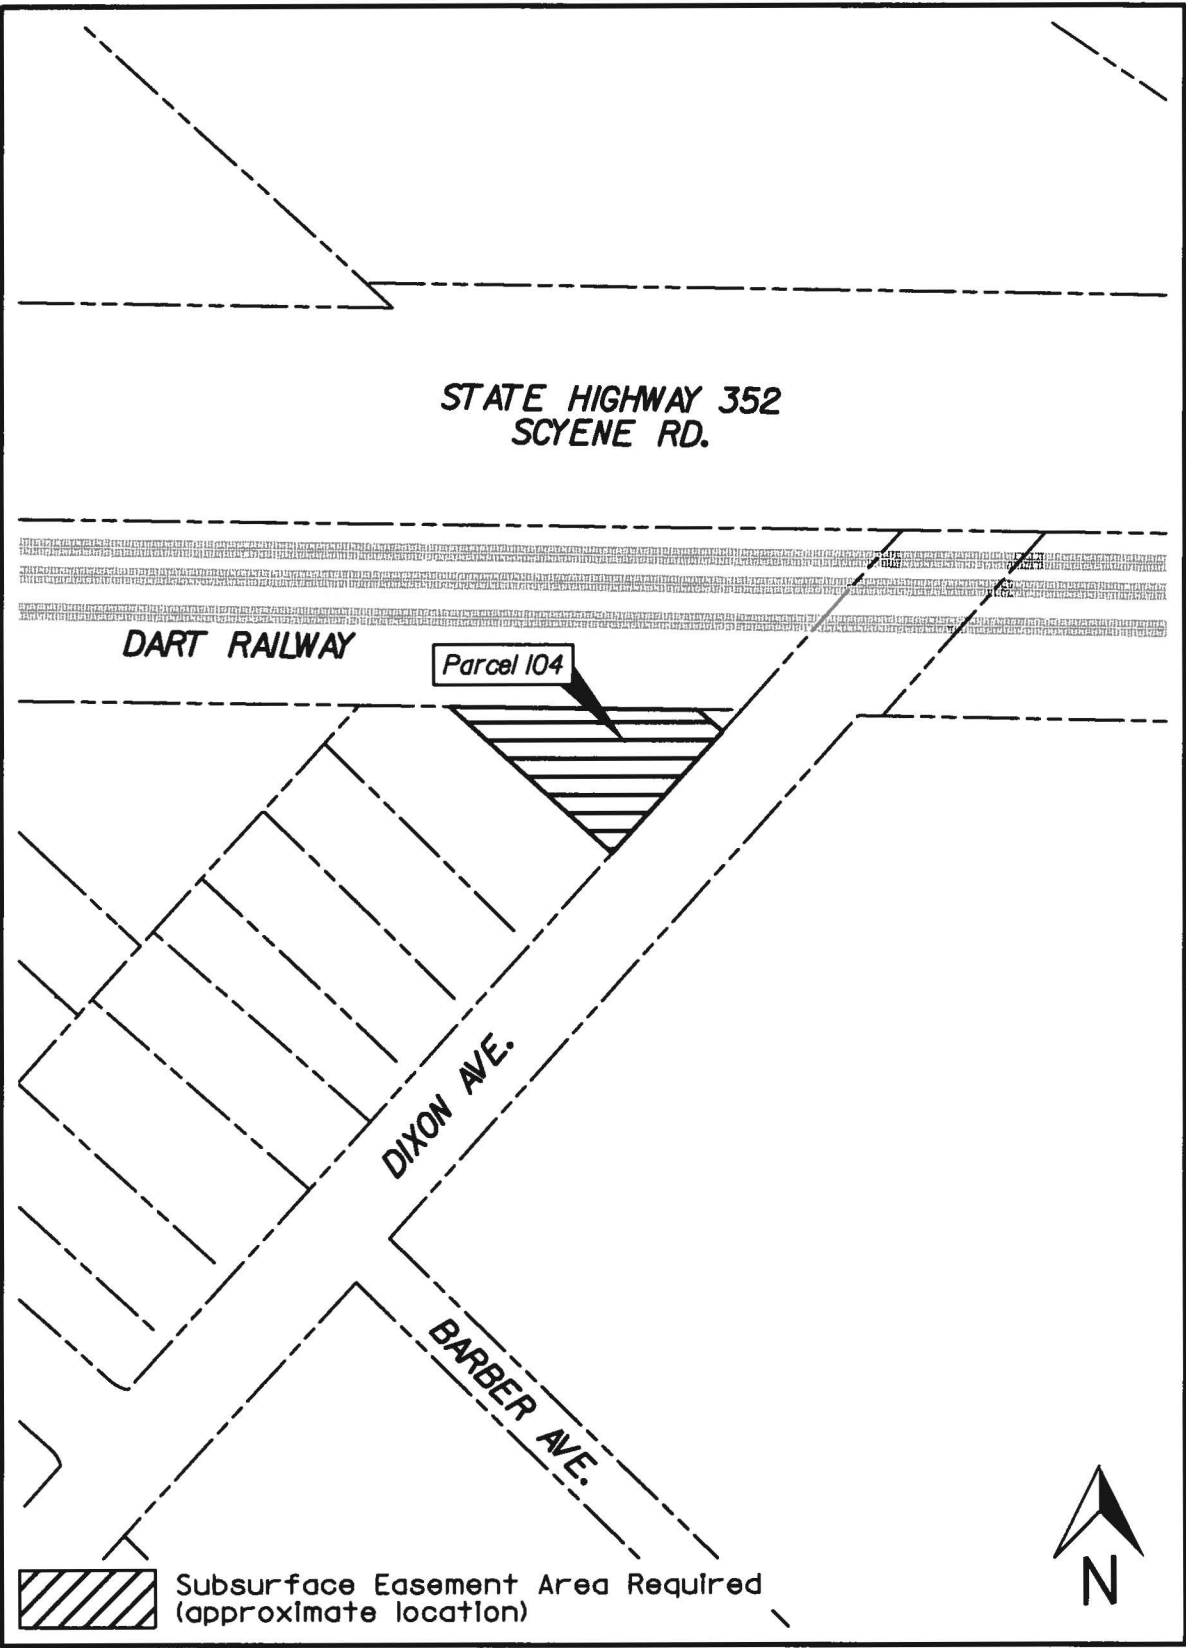 STATE HIGHWAY 352
SCYENE RD.
DART RAILWAY
Parcel 104
DIXON AVE.
BARBER AVE.
N
Subsurface Easement Area Required
(approximate location)